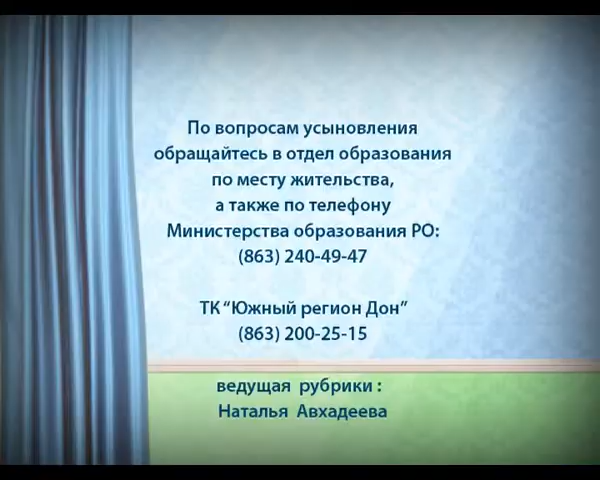 По вопросам усыновления
обращайтесь в отдел образования
по месту жительства,
а также по телефону
Министерства образования РО:
(863) 240-49-47
ТК “Южный регион Дон”
(863) 200-25-15
ведущая рубрики :
Наталья Авхадеева